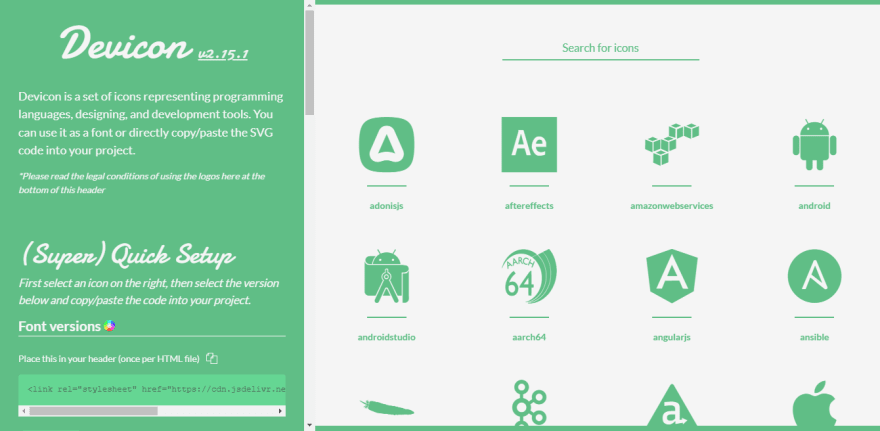 Devicon v2.15.1
Devicon is a set of icons representing programming
languages, designing, and development tools. You
can use it as a font or directly copy/paste the SVG
code into your project.
*Please read the legal conditions of using the logos here at the
bottom of this header
(Super) Quick Setup
First select an icon on the right, then select the version
below and copy/paste the code into your project.
Font versions
Place this in your header (once per HTML file)
<link rel="stylesheet" href="https://cdn.jsdelivr.ne
Search for icons
Ae
adonisjs
aftereffects
amazonwebservices
android
AARCH
64
A
androidstudio
aarch64
angularjs
ansible
a